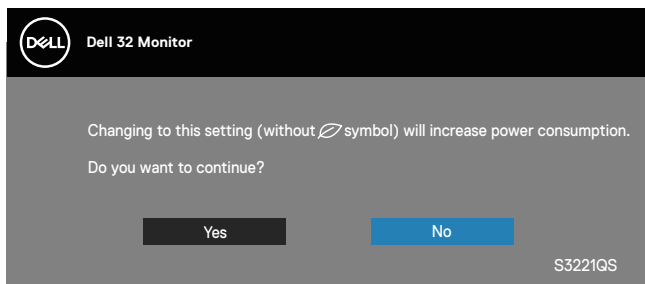 DELL
Dell 32 Monitor
Changing to this setting (without symbol) will increase power consumption.
Do you want to continue?
Yes
No
S3221QS